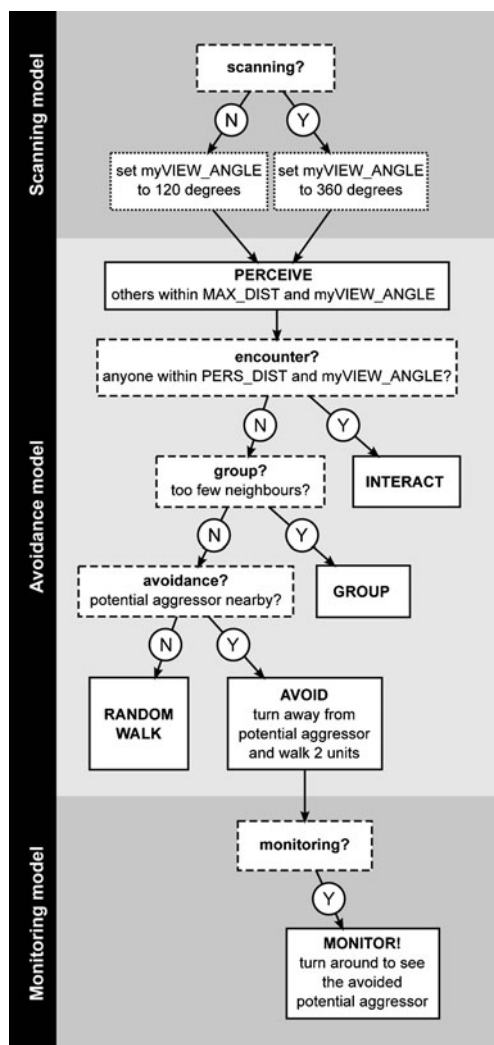 Scanning model
scanning?
N
Y
set myVIEW_ANGLE
to 120 degrees
set myVIEW_ANGLE
to 360 degrees
Avoidance model
PERCEIVE
others within MAX_DIST and myVIEW_ANGLE
encounter?
anyone within PERS_DIST and myVIEW_ANGLE?
N
Y
group?
too few neighbours?
INTERACT
N
Y
avoidance?
potential aggressor nearby?
GROUP
N
Y
RANDOM
WALK
AVOID
turn away from
potential aggressor
and walk 2 units
Monitoring model
monitoring?
Y
MONITOR!
turn around to see
the avoided
potential aggressor